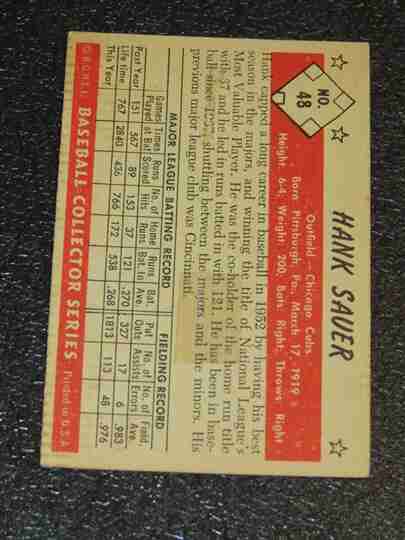 NO. 48
HANK SAUER
Outfield — Chicago Cubs
Born Pittsburgh, Pa., March 17, 1919
Height: 6-4, Weight: 200, Bats: Right, Throws Right
Hank capped a long career in baseball in 1952 by having his best
season in the majors, and winning the title of National League's
Most Valuable Player. He was the co-holder of the home run title
with 37 and he led in runs batted in with 121. He has been in base-
ball since 1937, shuttling between the majors and the minors. His
previous major league club was Cincinnati.
MAJOR LEAGUE BATTING RECORD FIELDING RECORD
Games Played Times at Bat Runs Scored No. of Hits Home Runs Runs Bat. In Bat. Ave. Put Outs No. of Assists No. of Errors Field. Ave.
Past Year 151 567 89 153 37 121 .270 327 17 6 .983
Life time 767 2840 436 766 172 538 .268 1813 113 48 .976
This Year
© B.G.H.L.I. BASEBALL COLLECTOR SERIES Printed in U.S.A.